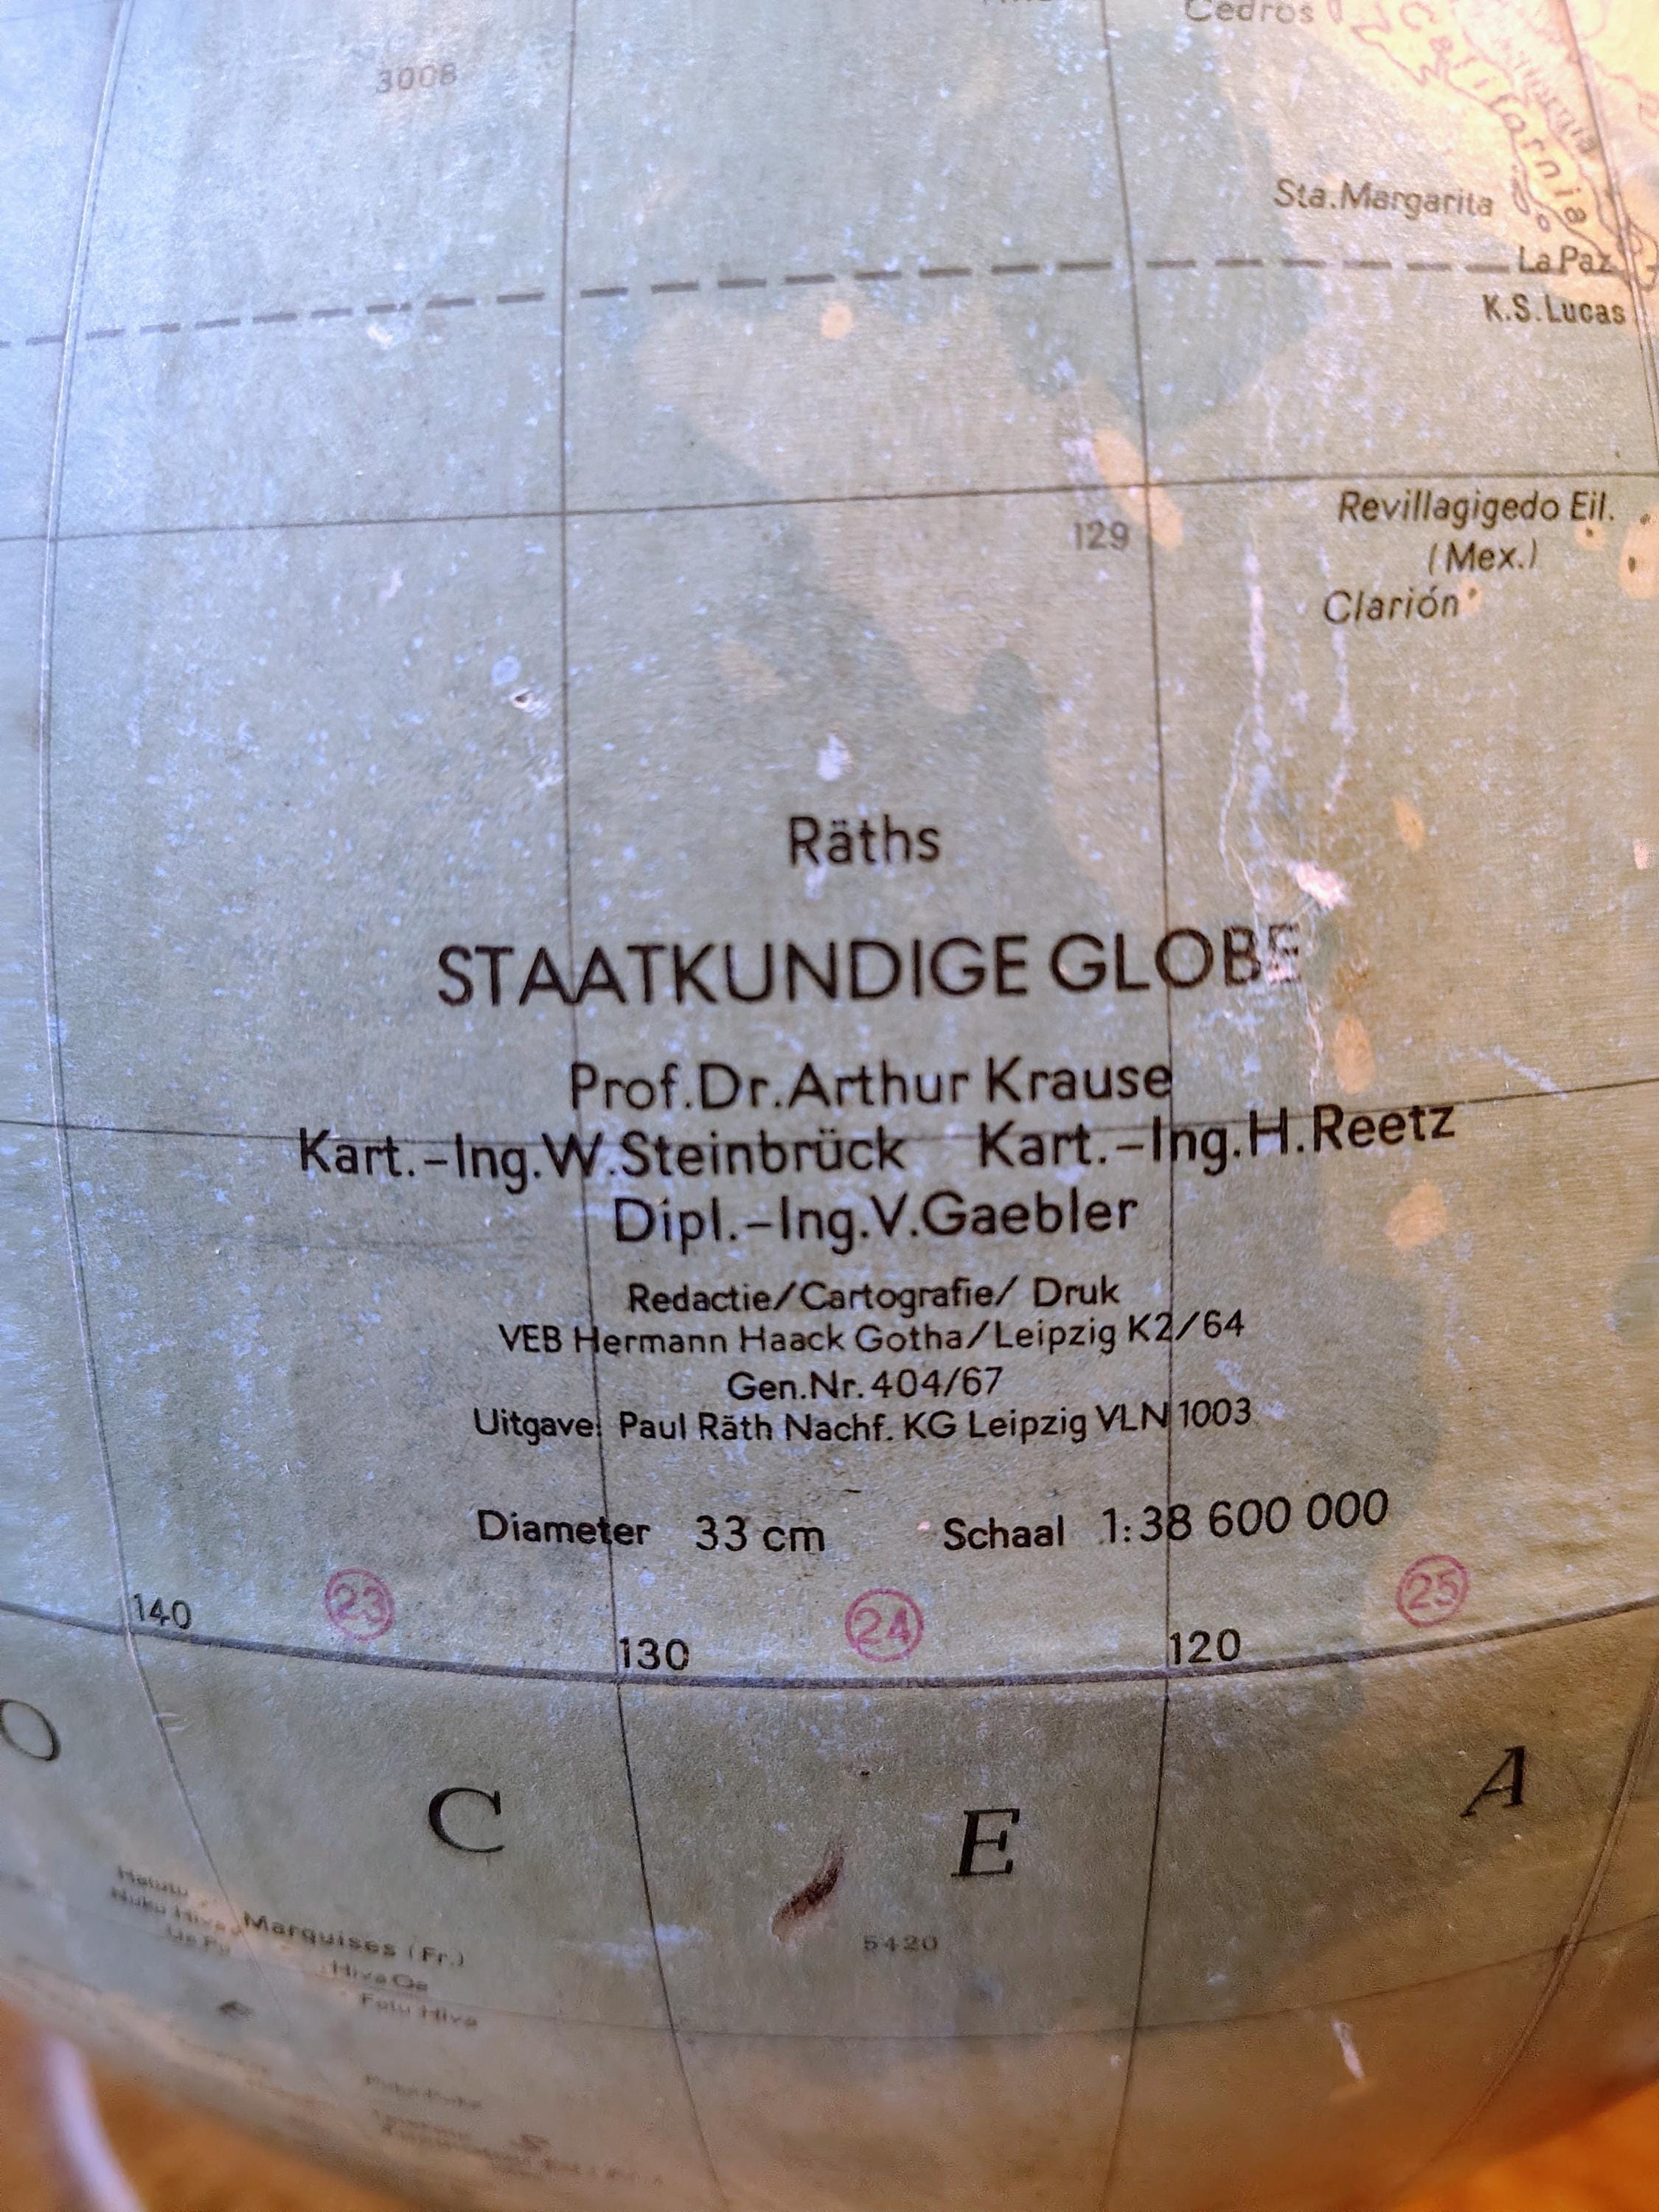 Cedros
3008
California
Sta.Margarita
La Paz
K.S.Lucas
Revillagigedo Eil.
129
(Mex.)
Clarión
Räths
STAATKUNDIGE GLOBE
Prof.Dr.Arthur Krause
Kart.-Ing.W.Steinbrück Kart.-Ing.H.Reetz
Dipl.-Ing.V.Gaebler
Redactie/Cartografie/ Druk
VEB Hermann Haack Gotha/Leipzig K2/64
Gen.Nr.404/67
Uitgave: Paul Räth Nachf. KG Leipzig VLN 1003
Diameter 33 cm Schaal 1:38 600 000
23 24 25
140 130 120
O C E A
Nuku Hiva
Marquises (Fr.)
Hiva Oa
Fatu Hiva
5420